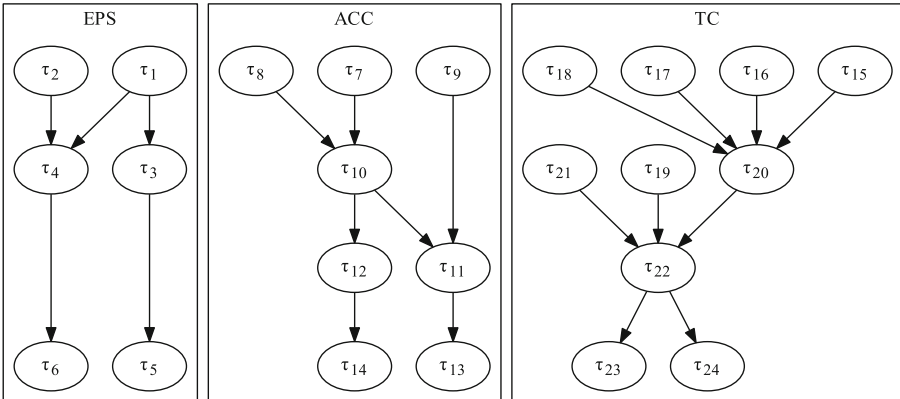 EPS ACC TC
τ2 τ1 τ8 τ7 τ9 τ18 τ17 τ16 τ15
τ4 τ3 τ10 τ21 τ19 τ20
τ12 τ11 τ22
τ6 τ5 τ14 τ13 τ23 τ24